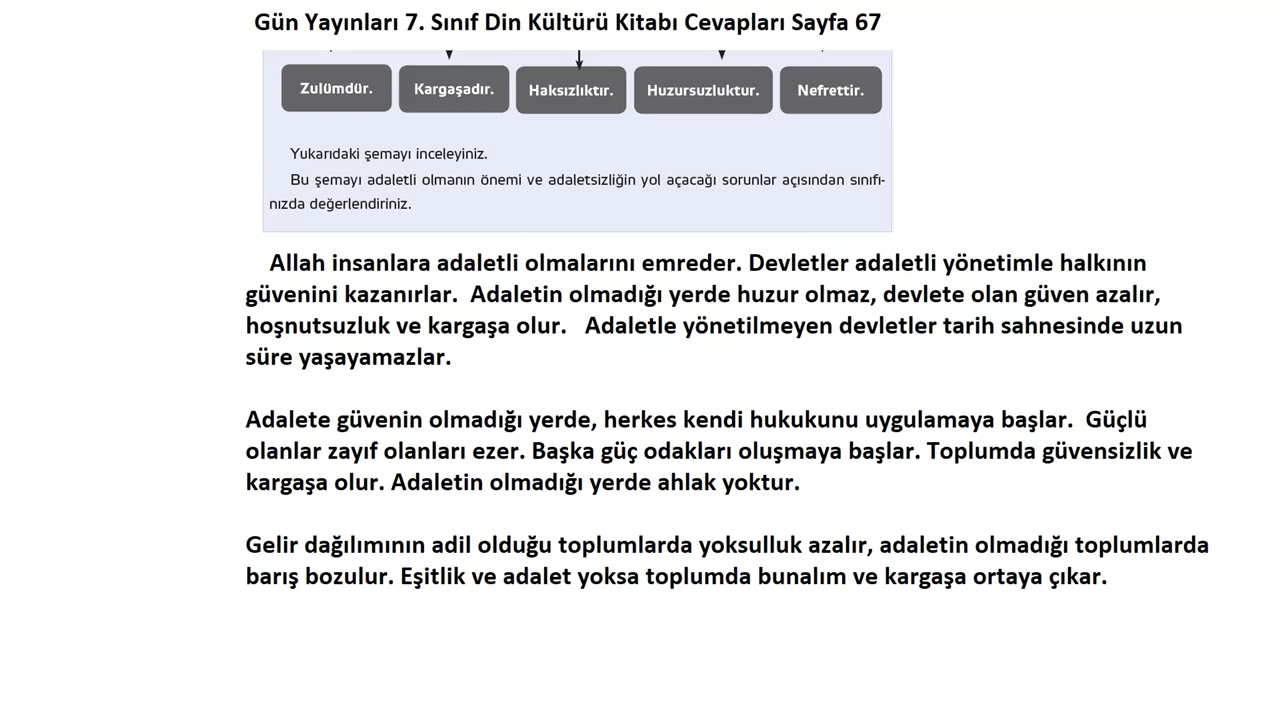 Gün Yayınları 7. Sınıf Din Kültürü Kitabı Cevapları Sayfa 67
Zulümdür. Kargaşadır. Haksızlıktır. Huzursuzluktur. Nefrettir.
Yukarıdaki şemayı inceleyiniz.
Bu şemayı adaletli olmanın önemi ve adaletsizliğin yol açacağı sorunlar açısından sınıfı-
nızda değerlendiriniz.
Allah insanlara adaletli olmalarını emreder. Devletler adaletli yönetimle halkının
güvenini kazanırlar. Adaletin olmadığı yerde huzur olmaz, devlete olan güven azalır,
hoşnutsuzluk ve kargaşa olur. Adaletle yönetilmeyen devletler tarih sahnesinde uzun
süre yaşayamazlar.
Adalete güvenin olmadığı yerde, herkes kendi hukukunu uygulamaya başlar. Güçlü
olanlar zayıf olanları ezer. Başka güç odakları oluşmaya başlar. Toplumda güvensizlik ve
kargaşa olur. Adaletin olmadığı yerde ahlak yoktur.
Gelir dağılımının adil olduğu toplumlarda yoksulluk azalır, adaletin olmadığı toplumlarda
barış bozulur. Eşitlik ve adalet yoksa toplumda bunalım ve kargaşa ortaya çıkar.